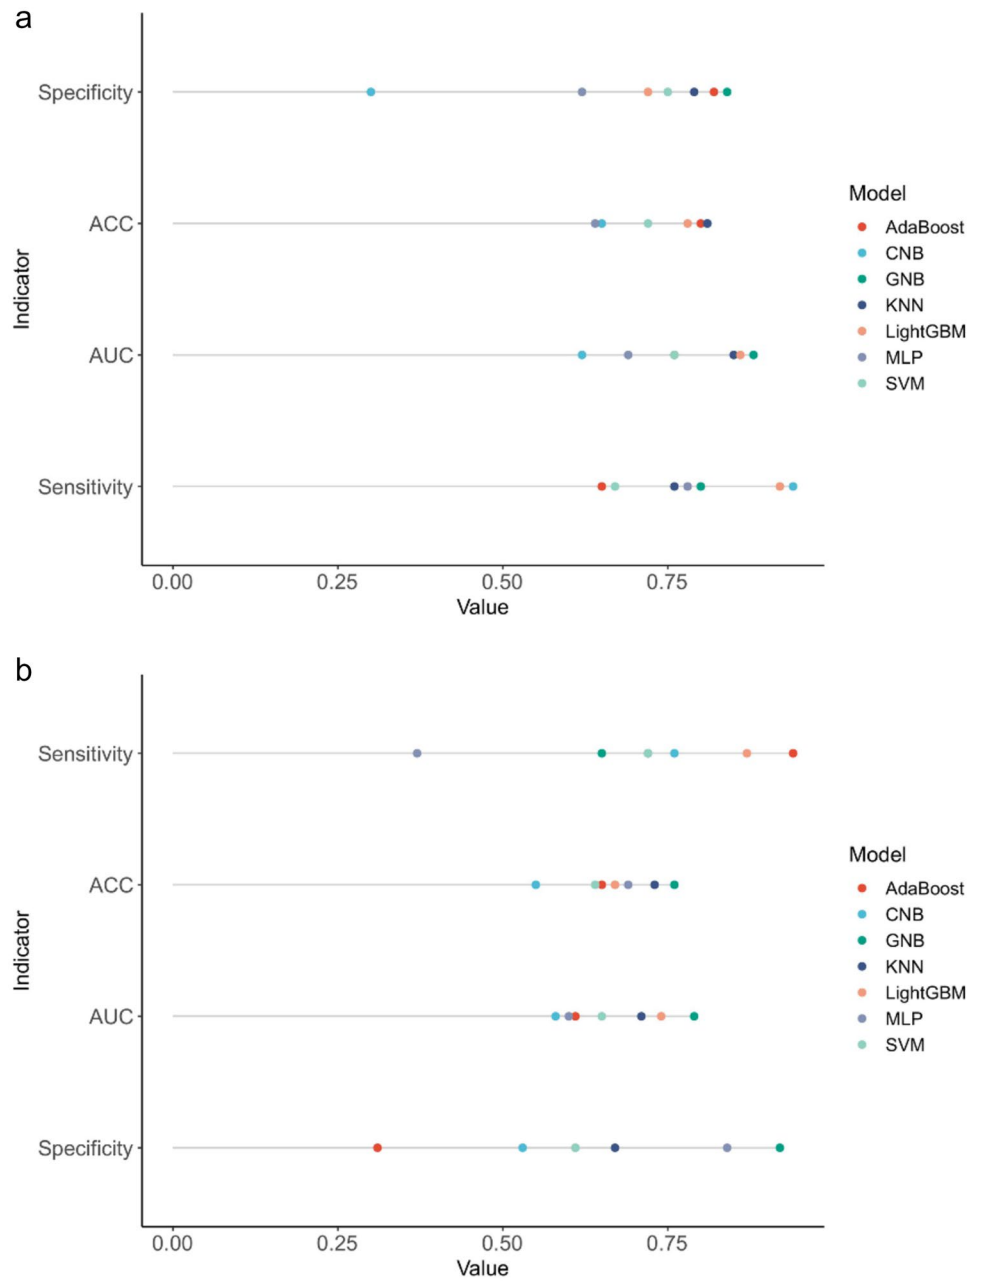 a
Specificity
ACC
AUC
Sensitivity
Indicator
0.00 0.25 0.50 0.75
Value
Model
AdaBoost
CNB
GNB
KNN
LightGBM
MLP
SVM
b
Sensitivity
ACC
AUC
Specificity
Indicator
0.00 0.25 0.50 0.75
Value
Model
AdaBoost
CNB
GNB
KNN
LightGBM
MLP
SVM